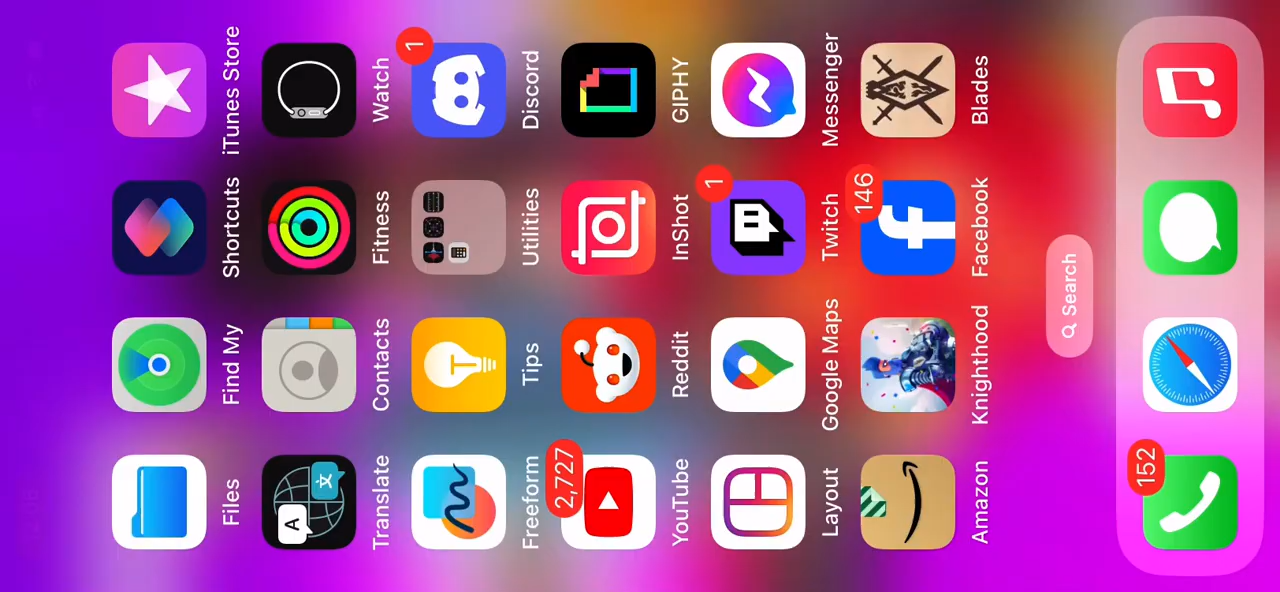 Files Find My Shortcuts iTunes Store
A 文
Translate Contacts Fitness Watch
1
Freeform Tips Utilities Discord
2,727
YouTube Reddit InShot GIPHY
1
Layout Google Maps Twitch Messenger
146
Amazon Knighthood Facebook Blades
Search
152